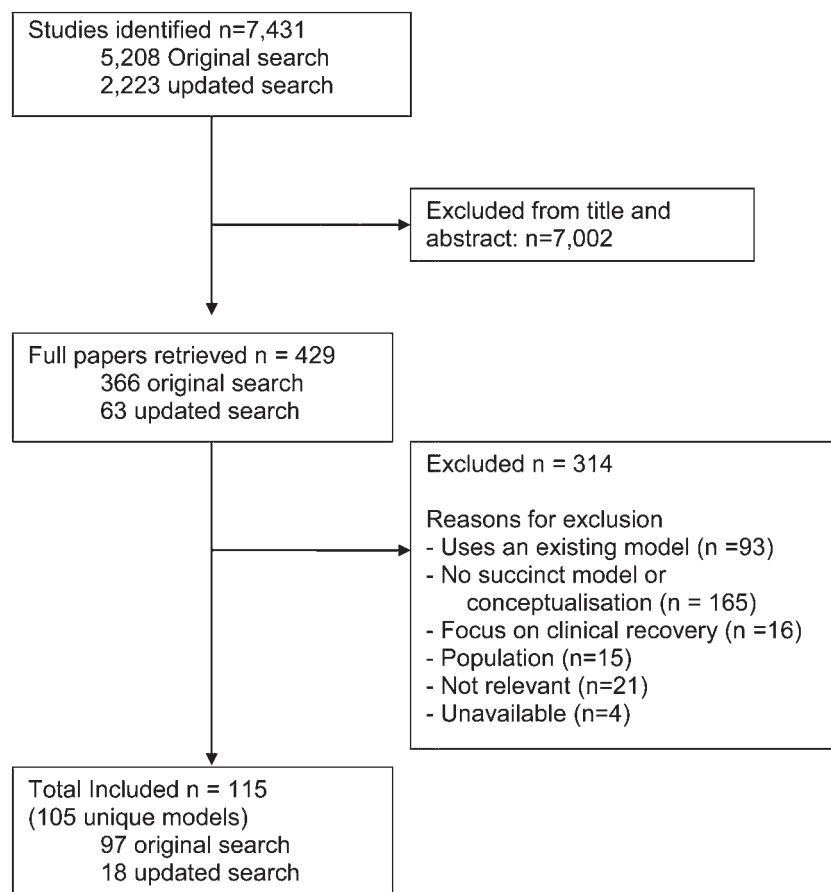 Studies identified n=7,431
5,208 Original search
2,223 updated search
Excluded from title and
abstract: n=7,002
Full papers retrieved n = 429
366 original search
63 updated search
Excluded n = 314
Reasons for exclusion
- Uses an existing model (n =93)
- No succinct model or
conceptualisation (n = 165)
- Focus on clinical recovery (n =16)
- Population (n=15)
- Not relevant (n=21)
- Unavailable (n=4)
Total Included n = 115
(105 unique models)
97 original search
18 updated search